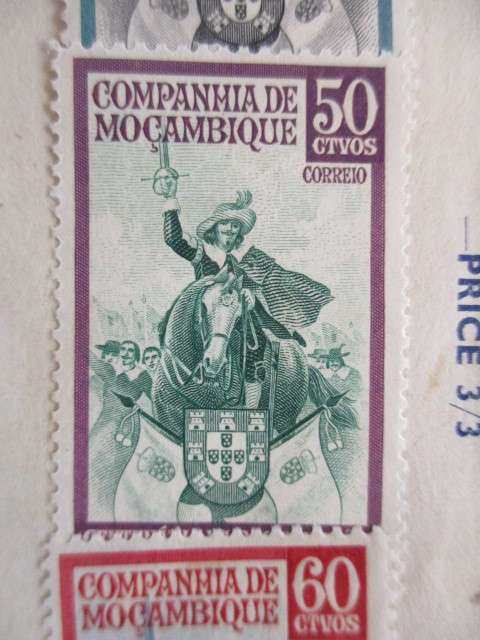 COMPANHIA DE
MOÇAMBIQUE
50
CTVOS
CORREIO
PRICE 3/3
COMPANHIA DE
MOÇAMBIQUE
60
CTVOS